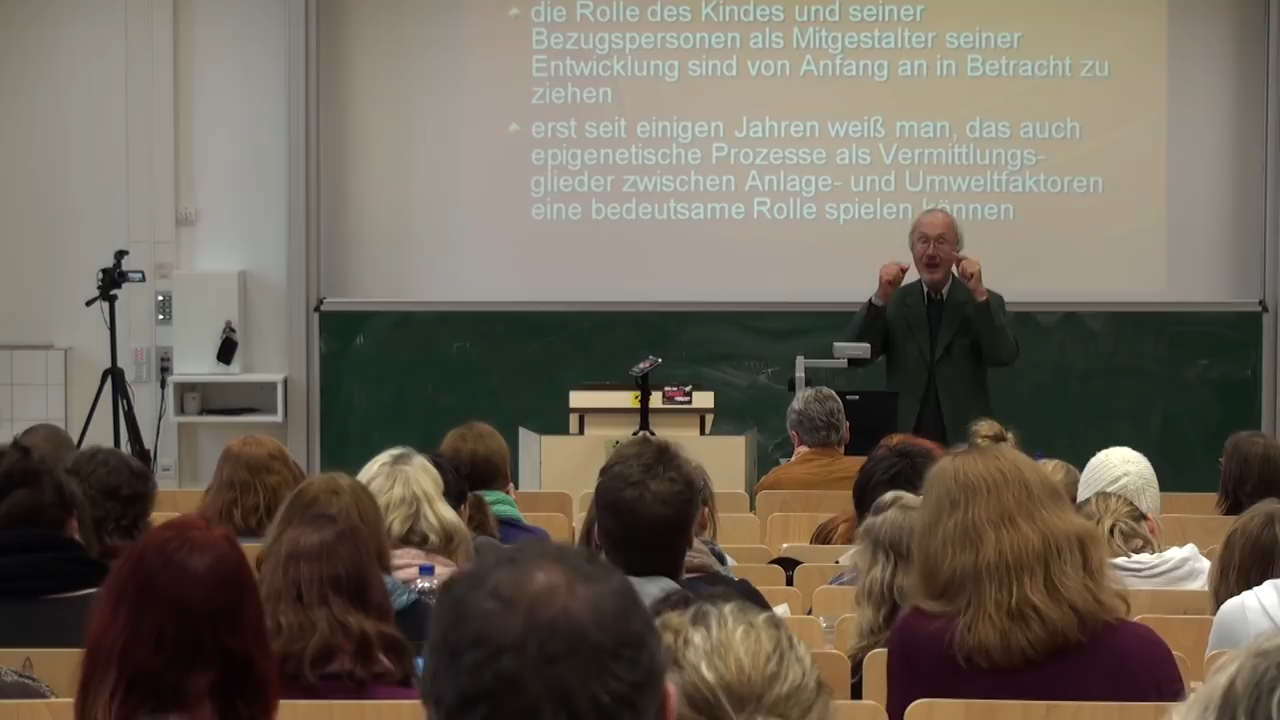 die Rolle des Kindes und seiner
Bezugspersonen als Mitgestalter seiner
Entwicklung sind von Anfang an in Betracht zu
ziehen
erst seit einigen Jahren weiß man, das auch
epigenetische Prozesse als Vermittlungs-
glieder zwischen Anlage- und Umweltfaktoren
eine bedeutsame Rolle spielen können